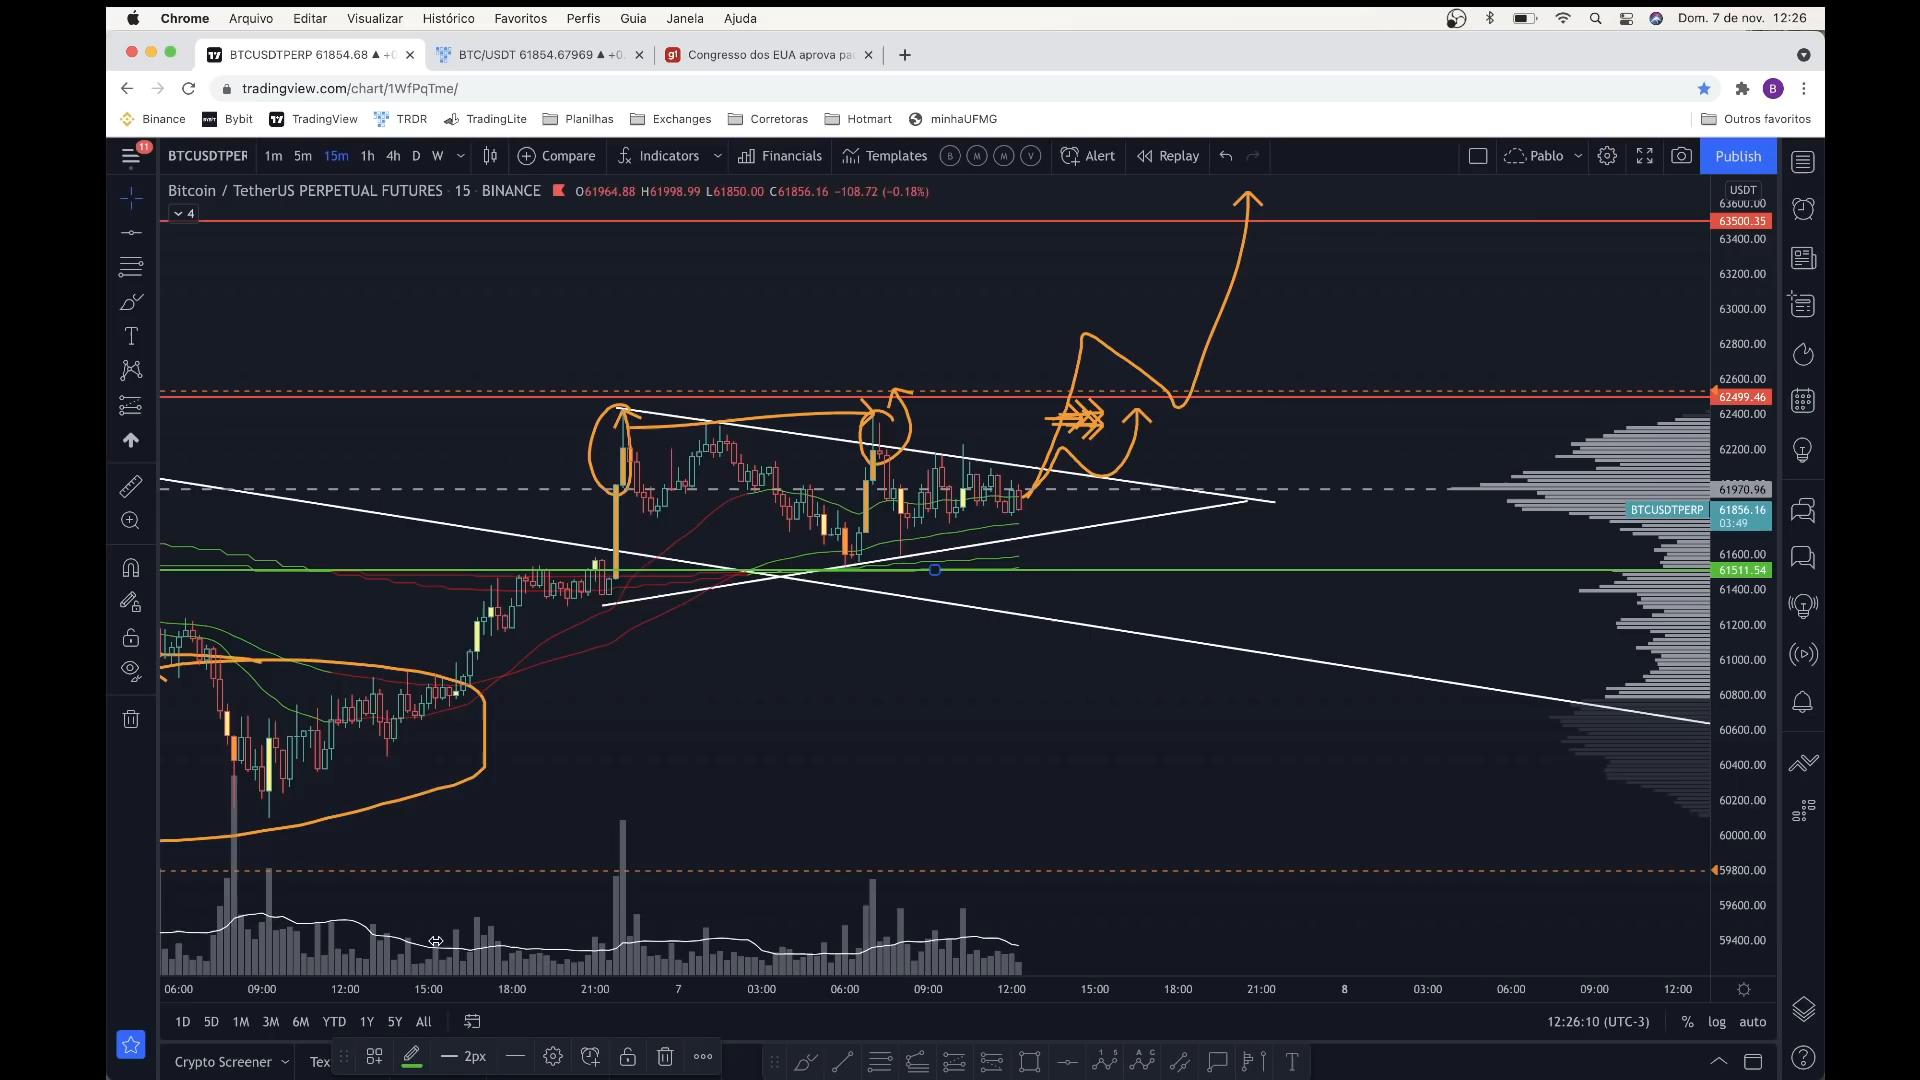 Chrome Arquivo Editar Visualizar Histórico Favoritos Perfis Guia Janela Ajuda Dom. 7 de nov. 12:26
BTCUSDTPERP 61854.68 ▲ +0 BTC/USDT 61854.67969 ▲ +0. g1 Congresso dos EUA aprova pa
tradingview.com/chart/1WfPqTme/ B
Binance Bybit TradingView TRDR TradingLite Planilhas Exchanges Corretoras Hotmart minhaUFMG Outros favoritos
11 BTCUSDTPER 1m 5m 15m 1h 4h D W Compare Indicators Financials Templates B M M V Alert Replay Pablo Publish
Bitcoin / TetherUS PERPETUAL FUTURES · 15 · BINANCE O61964.88 H61998.99 L61850.00 C61856.16 −108.72 (−0.18%)
4
USDT
63600.00
63500.35
63400.00
63200.00
63000.00
62800.00
62600.00
62499.46
62400.00
62200.00
61970.96
BTCUSDTPERP 61856.16
03:49
61600.00
61511.54
61400.00
61200.00
61000.00
60800.00
60600.00
60400.00
60200.00
60000.00
59800.00
59600.00
59400.00
06:00 09:00 12:00 15:00 18:00 21:00 7 03:00 06:00 09:00 12:00 15:00 18:00 21:00 8 03:00 06:00 09:00 12:00
1D 5D 1M 3M 6M YTD 1Y 5Y All 12:26:10 (UTC-3) % log auto
Crypto Screener Tex 2px